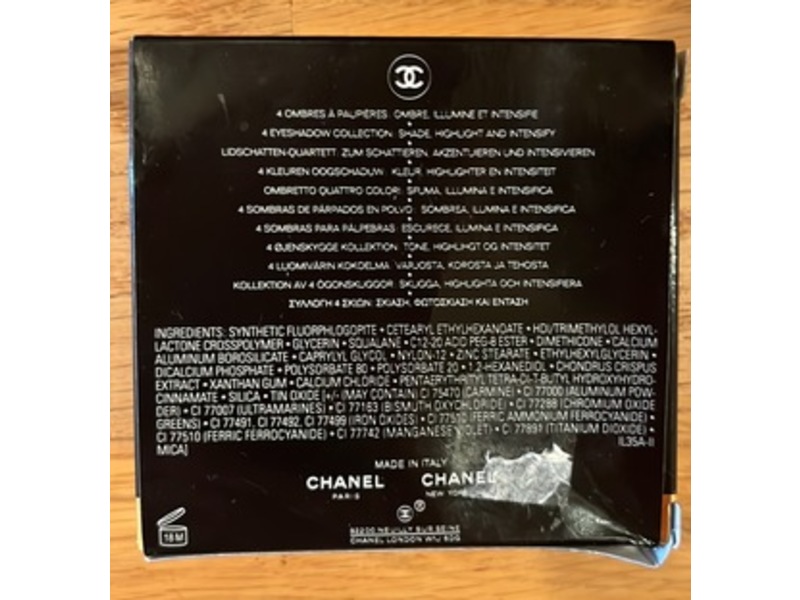 4 OMBRES À PAUPIÈRES: OMBRE, ILLUMINE ET INTENSIFIE
4 EYESHADOW COLLECTION: SHADE, HIGHLIGHT AND INTENSIFY
LIDSCHATTEN-QUARTETT: ZUM SCHATTIEREN, AKZENTUIEREN UND INTENSIVIEREN
4 KLEUREN OOGSCHADUW: KLEUR, HIGHLIGHTER EN INTENSITEIT
OMBRETTO QUATTRO COLORI: SFUMA, ILLUMINA E INTENSIFICA
4 SOMBRAS DE PÁRPADOS EN POLVO: SOMBREA, ILUMINA E INTENSIFICA
4 SOMBRAS PARA PÁLPEBRAS: ESCURECE, ILUMINA E INTENSIFICA
4 ØJENSKYGGE KOLLEKTION: TONE, HIGHLIHGT OG INTENSITET
4 LUOMIVÄRIN KOKOELMA: VARJOSTA, KOROSTA JA TEHOSTA
KOLLEKTION AV 4 ÖGONSKUGGOR: SKUGGA, HIGHLIGHTA OCH INTENSIFIERA
ΣΥΛΛΟΓΗ 4 ΣΚΙΩΝ: ΣΚΙΑΣΗ, ΦΩΤΟΣΚΙΑΣΗ ΚΑΙ ΕΝΤΑΣΗ
INGREDIENTS: SYNTHETIC FLUORPHLOGOPITE • CETEARYL ETHYLHEXANOATE • HDI/TRIMETHYLOL HEXYL-
LACTONE CROSSPOLYMER • GLYCERIN • SQUALANE • C12-20 ACID PEG-8 ESTER • DIMETHICONE • CALCIUM
ALUMINUM BOROSILICATE • CAPRYLYL GLYCOL • NYLON-12 • ZINC STEARATE • ETHYLHEXYLGLYCERIN •
DICALCIUM PHOSPHATE • POLYSORBATE 80 • POLYSORBATE 20 • 1,2-HEXANEDIOL • CHONDRUS CRISPUS
EXTRACT • XANTHAN GUM • CALCIUM CHLORIDE • PENTAERYTHRITYL TETRA-DI-T-BUTYL HYDROXYHYDRO-
CINNAMATE • SILICA • TIN OXIDE [+/- (MAY CONTAIN) CI 75470 (CARMINE) • CI 77000 (ALUMINUM POW-
DER) • CI 77007 (ULTRAMARINES) • CI 77163 (BISMUTH OXYCHLORIDE) • CI 77288 (CHROMIUM OXIDE
GREENS) • CI 77491, CI 77492, CI 77499 (IRON OXIDES) • CI 77510 (FERRIC AMMONIUM FERROCYANIDE) •
CI 77510 (FERRIC FERROCYANIDE) • CI 77742 (MANGANESE VIOLET) • CI 77891 (TITANIUM DIOXIDE) •
MICA] IL35A-II
MADE IN ITALY
CHANEL CHANEL
PARIS NEW YORK
®
92200 NEUILLY SUR SEINE
CHANEL LONDON W1J 6DG
18 M